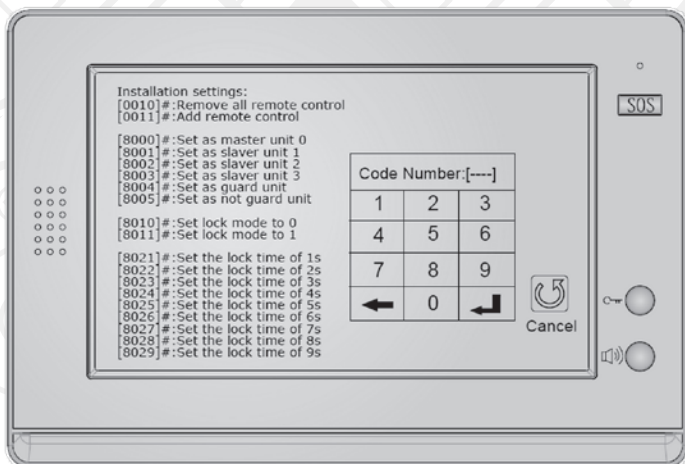 Installation settings:
[0010]#:Remove all remote control
[0011]#:Add remote control
[8000]#:Set as master unit 0
[8001]#:Set as slaver unit 1
[8002]#:Set as slaver unit 2
[8003]#:Set as slaver unit 3
[8004]#:Set as guard unit
[8005]#:Set as not guard unit
[8010]#:Set lock mode to 0
[8011]#:Set lock mode to 1
[8021]#:Set the lock time of 1s
[8022]#:Set the lock time of 2s
[8023]#:Set the lock time of 3s
[8024]#:Set the lock time of 4s
[8025]#:Set the lock time of 5s
[8026]#:Set the lock time of 6s
[8027]#:Set the lock time of 7s
[8028]#:Set the lock time of 8s
[8029]#:Set the lock time of 9s
Code Number:[----]
1 2 3
4 5 6
7 8 9
0
Cancel
SOS